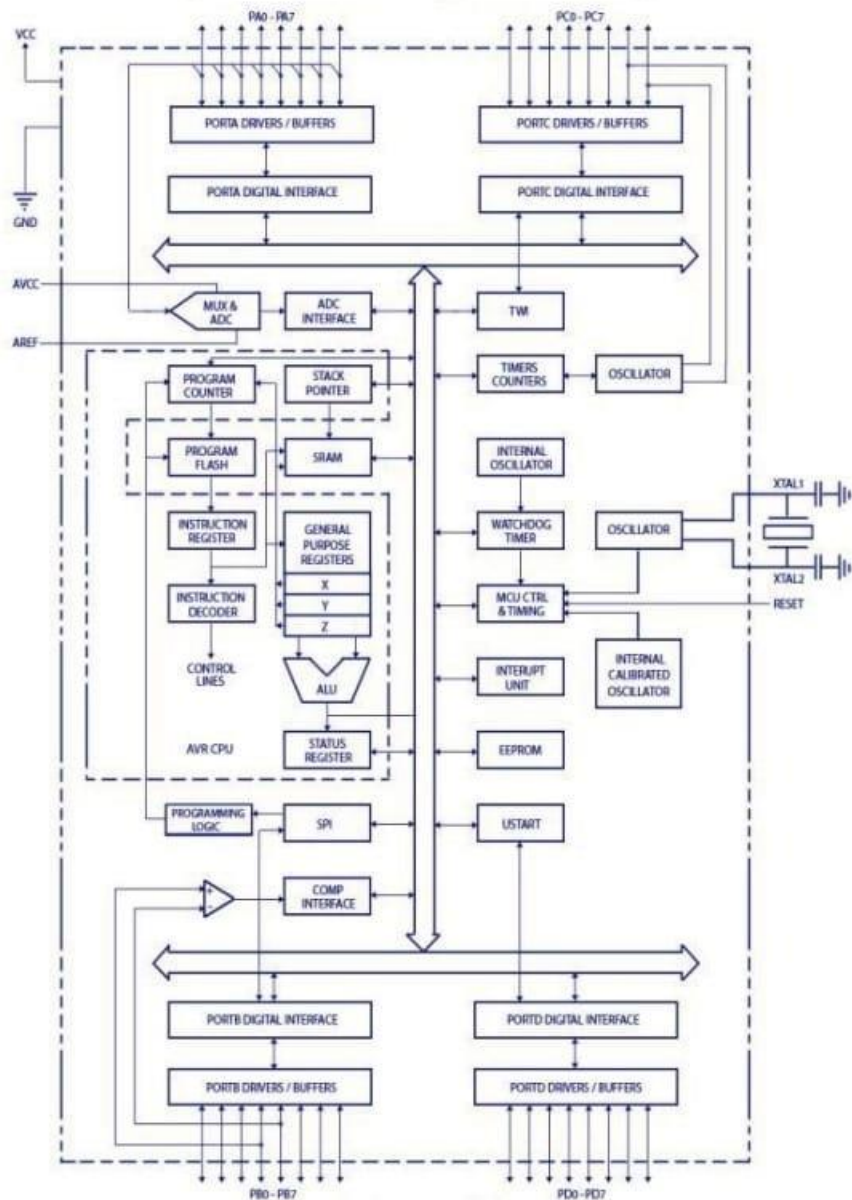 PA0 - PA7
PC0 - PC7
VCC
PORTA DRIVERS / BUFFERS
PORTC DRIVERS / BUFFERS
PORTA DIGITAL INTERFACE
PORTC DIGITAL INTERFACE
GND
AVCC
MUX &
ADC
ADC
INTERFACE
TWI
AREF
PROGRAM
COUNTER
STACK
POINTER
TIMERS
COUNTERS
OSCILLATOR
PROGRAM
FLASH
SRAM
INTERNAL
OSCILLATOR
XTAL1
INSTRUCTION
REGISTER
GENERAL
PURPOSE
REGISTERS
WATCHDOG
TIMER
OSCILLATOR
XTAL2
X
INSTRUCTION
DECODER
Y
MCU CTRL
& TIMING
RESET
Z
CONTROL
LINES
ALU
INTERUPT
UNIT
INTERNAL
CALIBRATED
OSCILLATOR
AVR CPU
STATUS
REGISTER
EEPROM
PROGRAMMING
LOGIC
SPI
USTART
+
-
COMP
INTERFACE
PORTB DIGITAL INTERFACE
PORTD DIGITAL INTERFACE
PORTB DRIVERS / BUFFERS
PORTD DRIVERS / BUFFERS
PB0 - PB7
PD0 - PD7